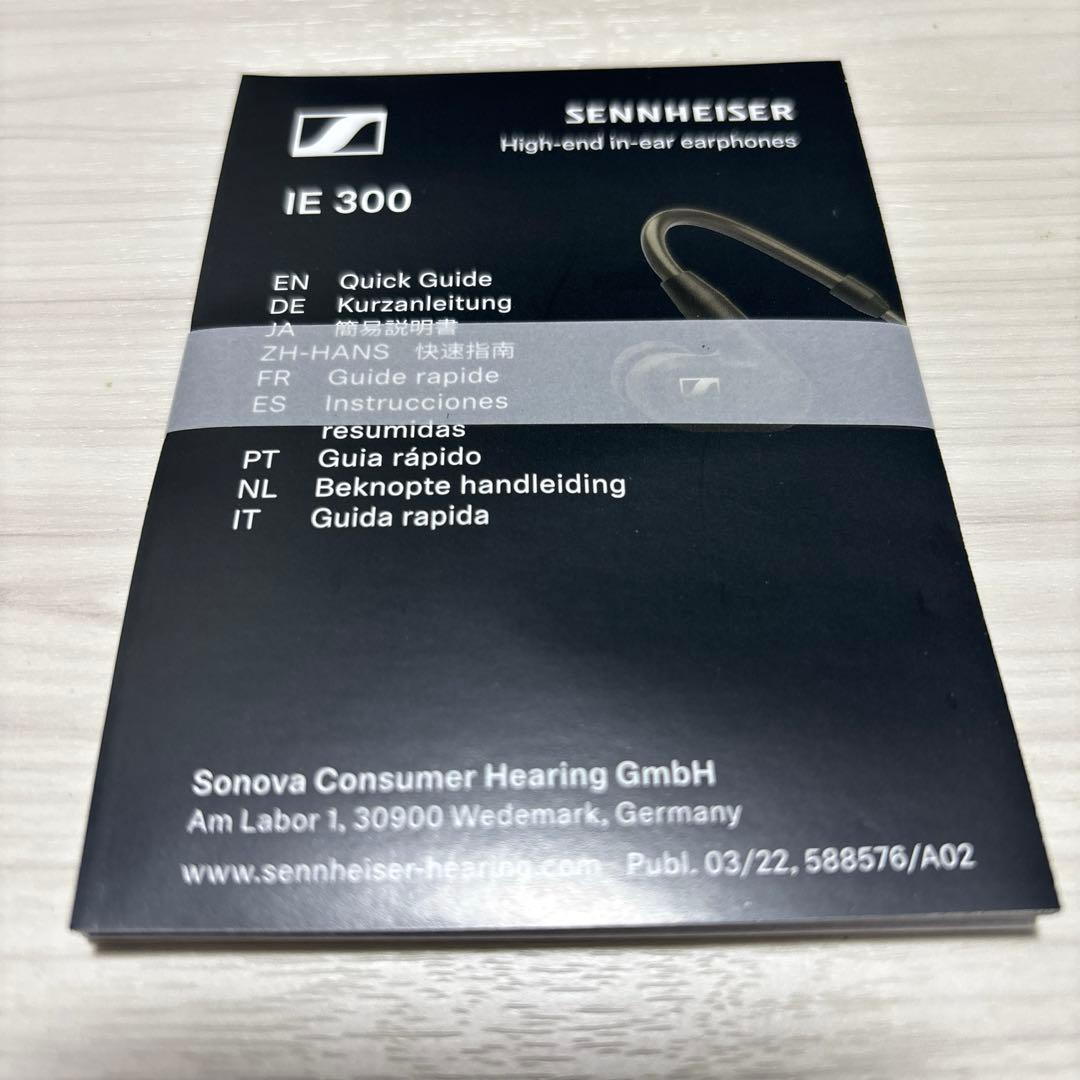 SENNHEISER
High-end in-ear earphones
IE 300
EN Quick Guide
DE Kurzanleitung
JA 簡易説明書
ZH-HANS 快速指南
FR Guide rapide
ES Instrucciones
resumidas
PT Guia rápido
NL Beknopte handleiding
IT Guida rapida
Sonova Consumer Hearing GmbH
Am Labor 1, 30900 Wedemark, Germany
www.sennheiser-hearing.com Publ. 03/22, 588576/A02